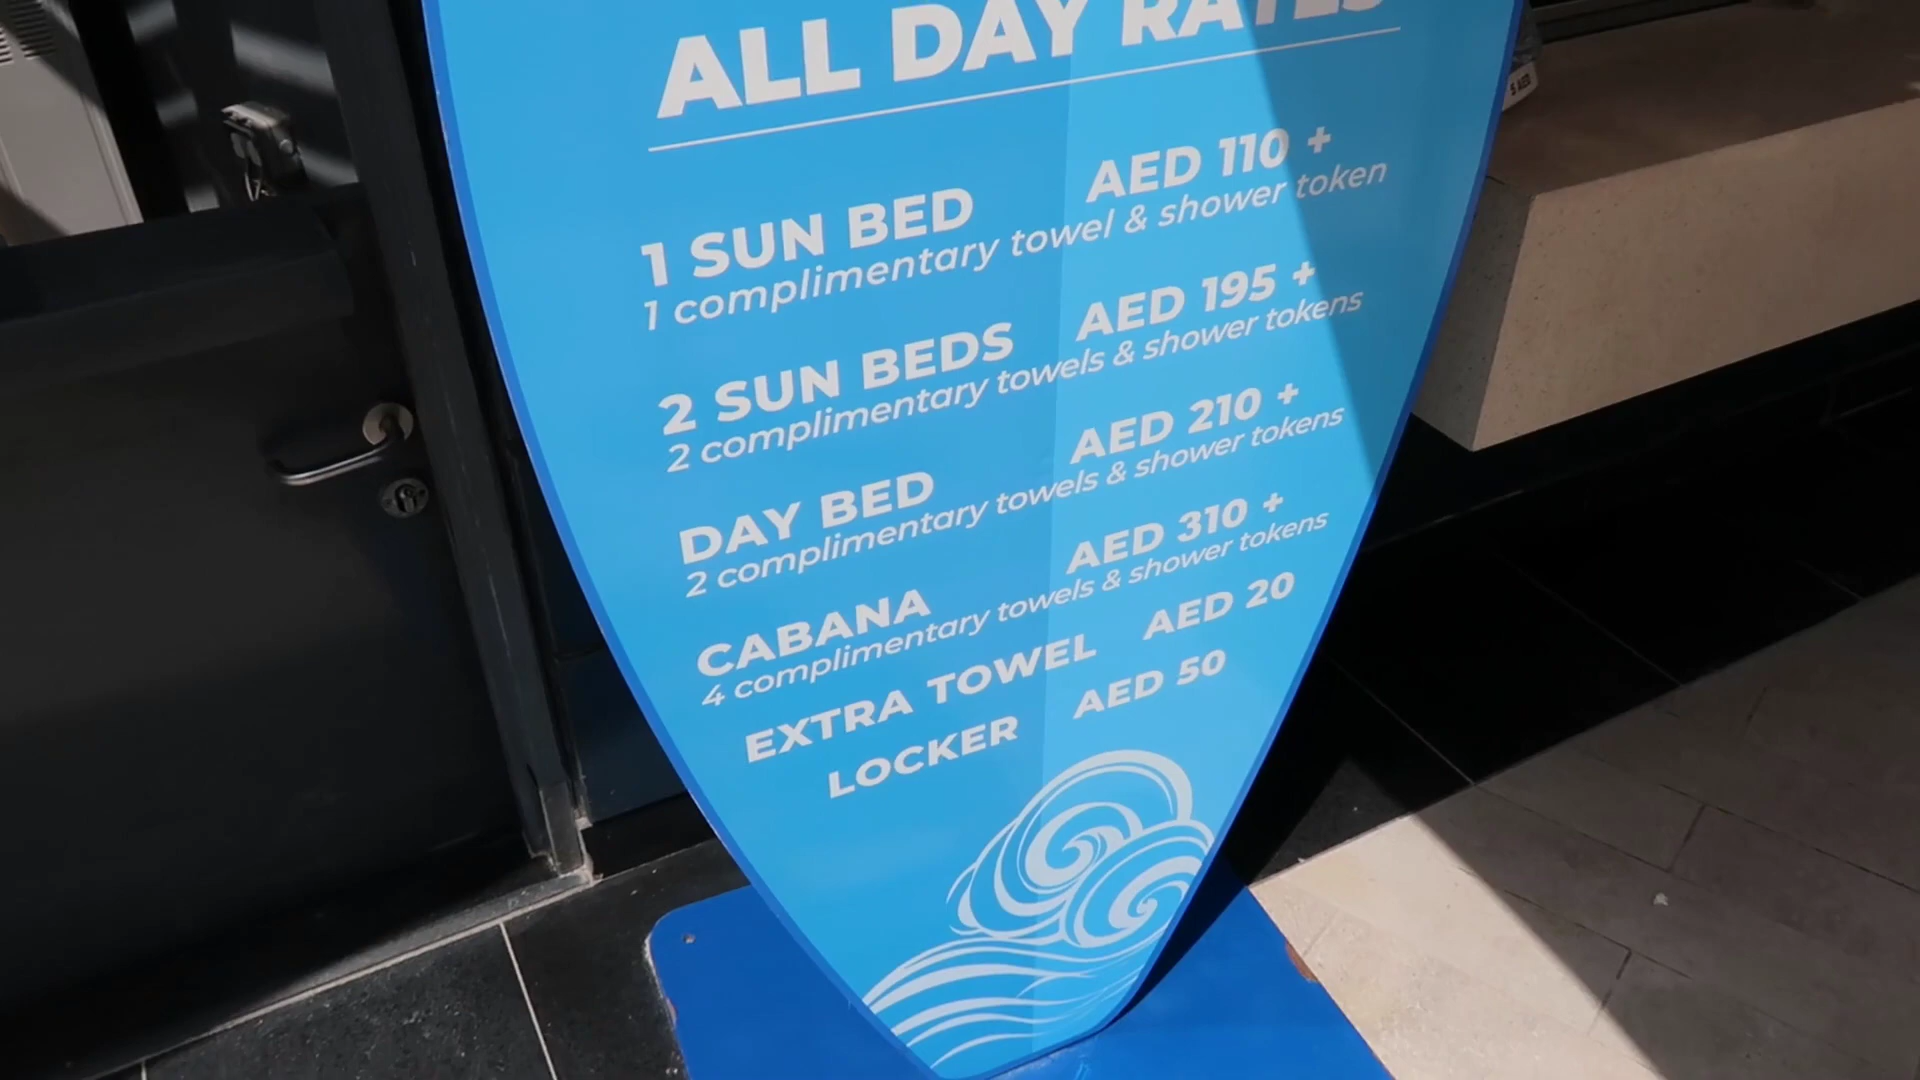 ALL DAY RATES
1 SUN BED AED 110 +
1 complimentary towel & shower token
2 SUN BEDS AED 195 +
2 complimentary towels & shower tokens
DAY BED AED 210 +
2 complimentary towels & shower tokens
CABANA AED 310 +
4 complimentary towels & shower tokens
EXTRA TOWEL AED 20
LOCKER AED 50
5 AED